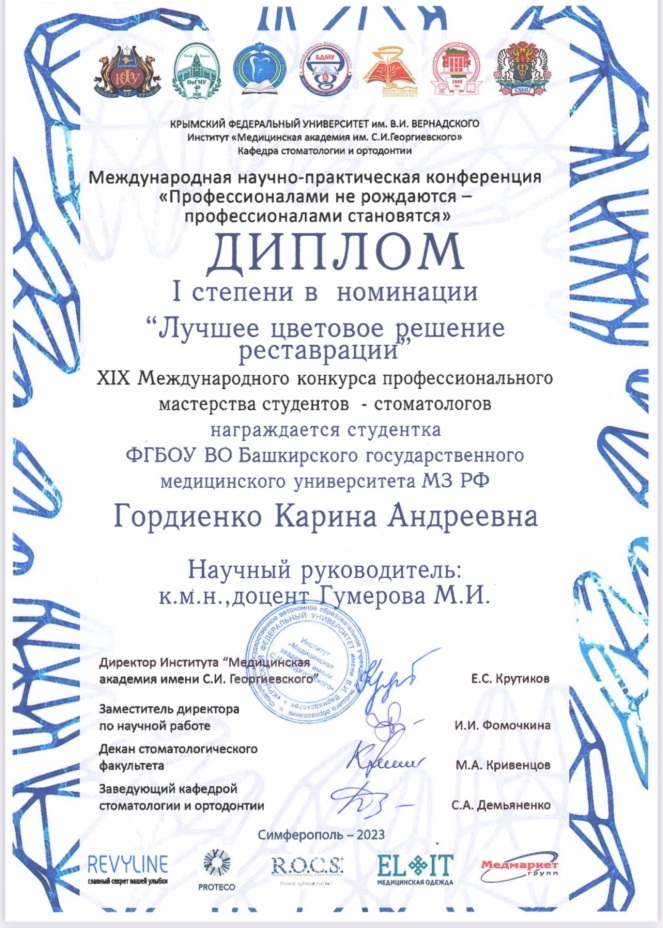 КФУ
БДМУ
КРЫМСКИЙ ФЕДЕРАЛЬНЫЙ УНИВЕРСИТЕТ им. В.И. ВЕРНАДСКОГО
Институт «Медицинская академия им. С.И.Георгиевского»
Кафедра стоматологии и ортодонтии
Международная научно-практическая конференция
«Профессионалами не рождаются –
профессионалами становятся»
ДИПЛОМ
I степени в номинации
“Лучшее цветовое решение
реставрации”
XIX Международного конкурса профессионального
мастерства студентов - стоматологов
награждается студентка
ФГБОУ ВО Башкирского государственного
медицинского университета МЗ РФ
Гордиенко Карина Андреевна
Научный руководитель:
к.м.н.,доцент Гумерова М.И.
Директор Института “Медицинская
академия имени С.И. Георгиевского” Е.С. Крутиков
Заместитель директора
по научной работе И.И. Фомочкина
Декан стоматологического
факультета М.А. Кривенцов
Заведующий кафедрой
стоматологии и ортодонтии С.А. Демьяненко
Симферополь – 2023
REVYLINE
главный секрет вашей улыбки
PROTECO
R.O.C.S.
EL IT
МЕДИЦИНСКАЯ ОДЕЖДА
Медмаркет
групп